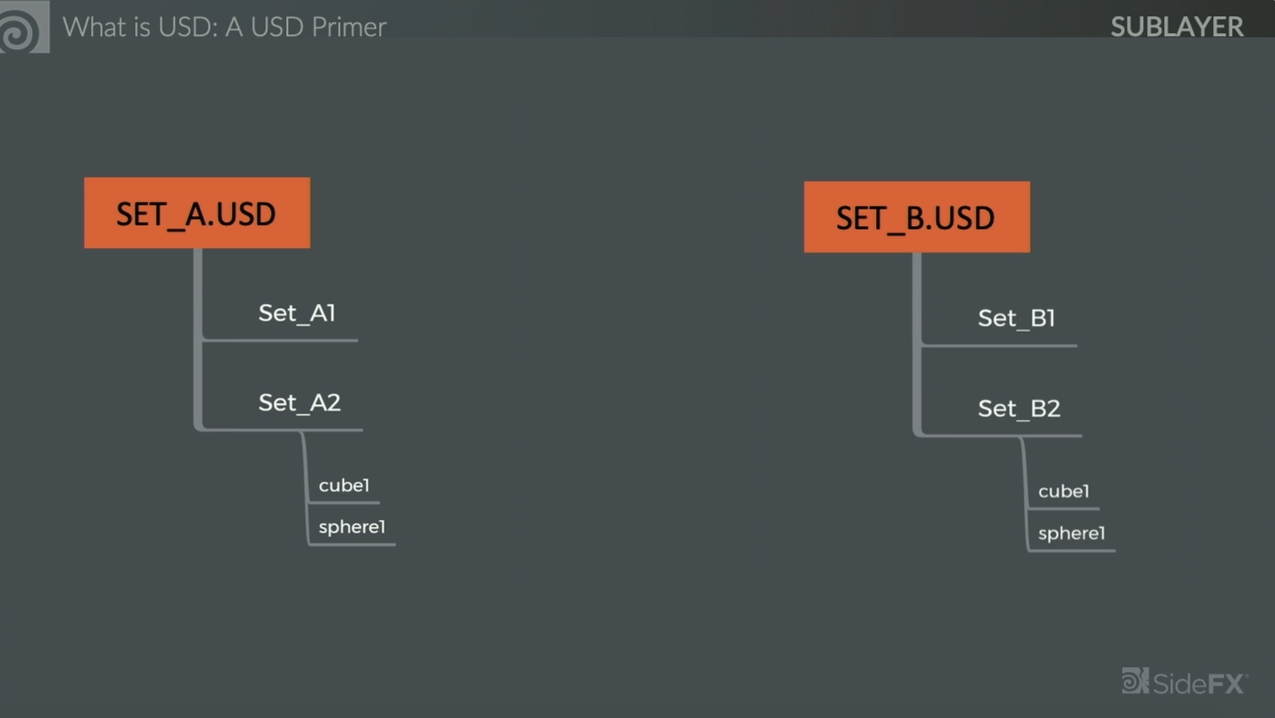 What is USD: A USD Primer
SUBLAYER
SET_A.USD
Set_A1
Set_A2
cube1
sphere1
SET_B.USD
Set_B1
Set_B2
cube1
sphere1
SideFX